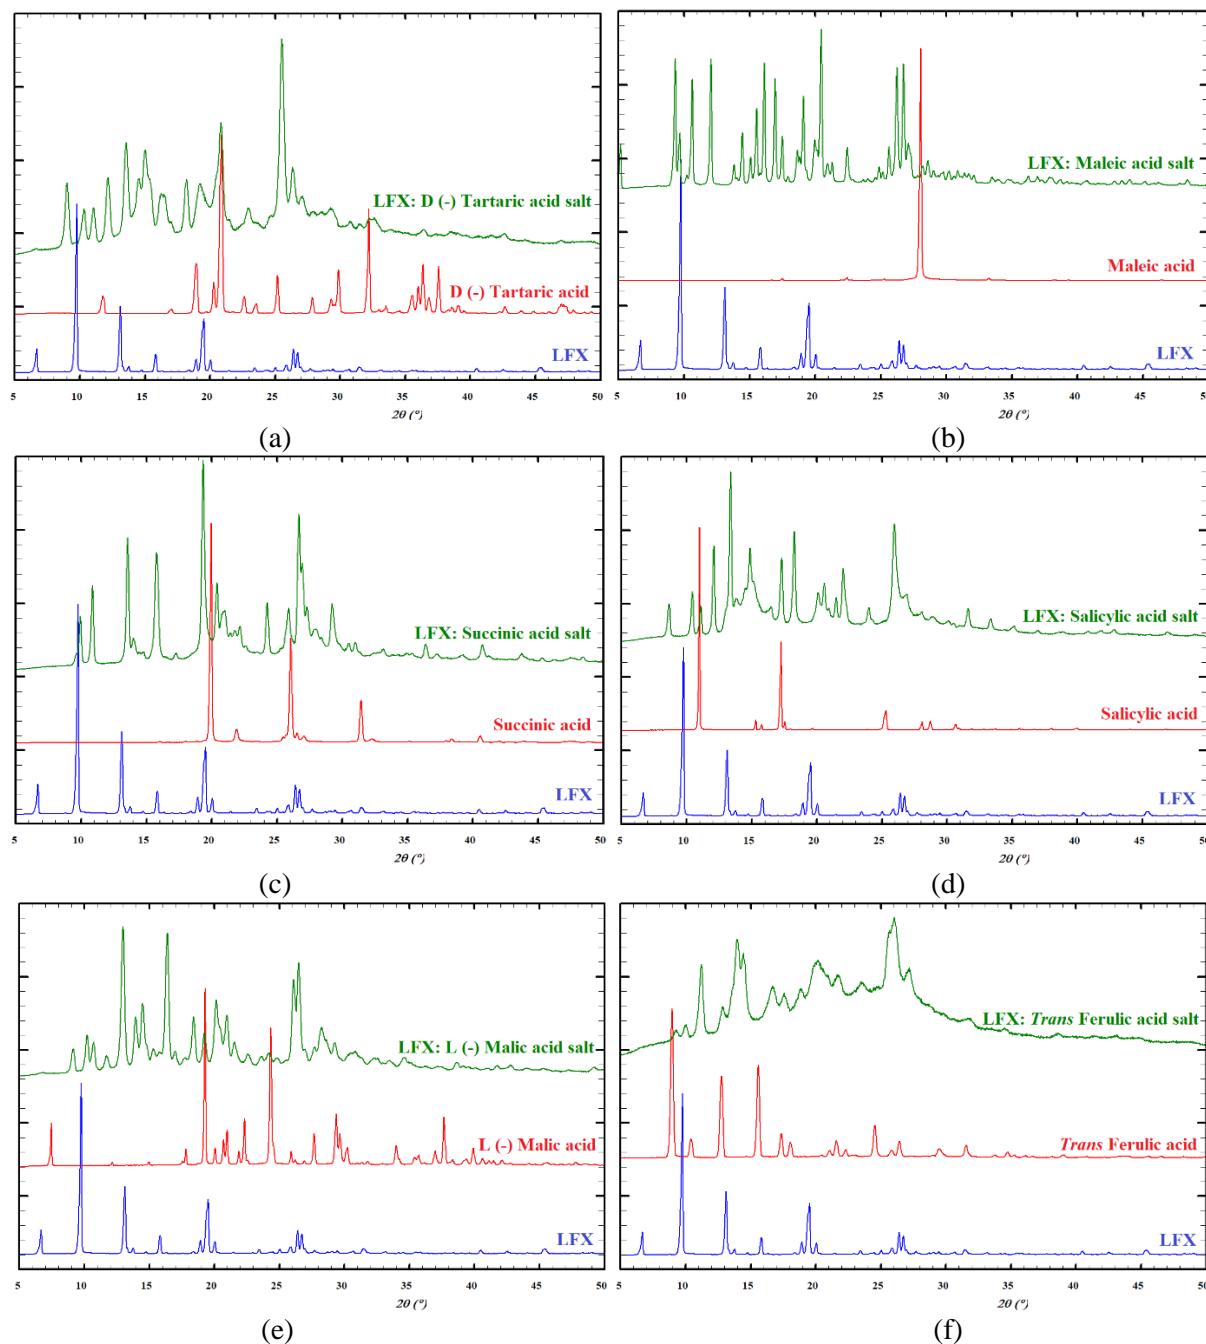 LFX: D (-) Tartaric acid salt
D (-) Tartaric acid
LFX
5 10 15 20 25 30 35 40 45 50
2θ (°)
(a)
LFX: Maleic acid salt
Maleic acid
LFX
5 10 15 20 25 30 35 40 45 50
2θ (°)
(b)
LFX: Succinic acid salt
Succinic acid
LFX
5 10 15 20 25 30 35 40 45 50
2θ (°)
(c)
LFX: Salicylic acid salt
Salicylic acid
LFX
5 10 15 20 25 30 35 40 45 50
2θ (°)
(d)
LFX: L (-) Malic acid salt
L (-) Malic acid
LFX
5 10 15 20 25 30 35 40 45 50
2θ (°)
(e)
LFX: Trans Ferulic acid salt
Trans Ferulic acid
LFX
5 10 15 20 25 30 35 40 45 50
2θ (°)
(f)